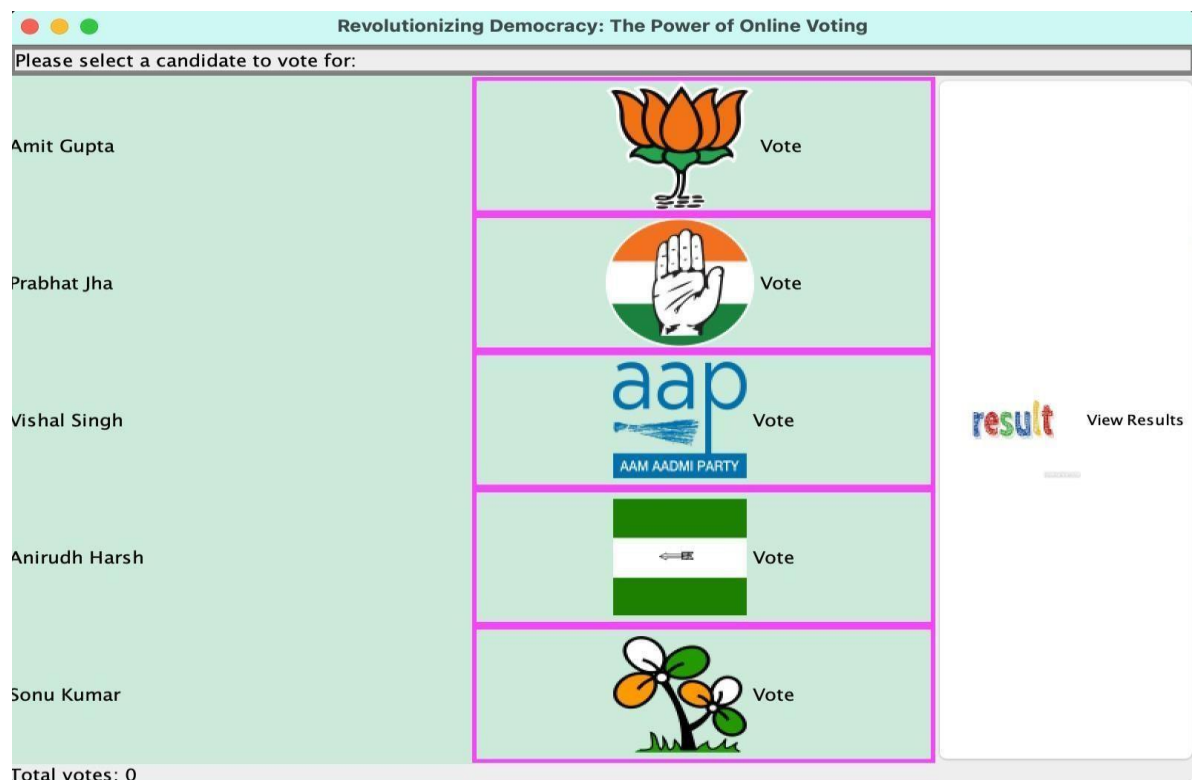 Revolutionizing Democracy: The Power of Online Voting
Please select a candidate to vote for:
Amit Gupta
Vote
Prabhat Jha
Vote
Vishal Singh
aap
AAM AADMI PARTY
Vote
result
View Results
Anirudh Harsh
Vote
Sonu Kumar
Vote
Total votes: 0